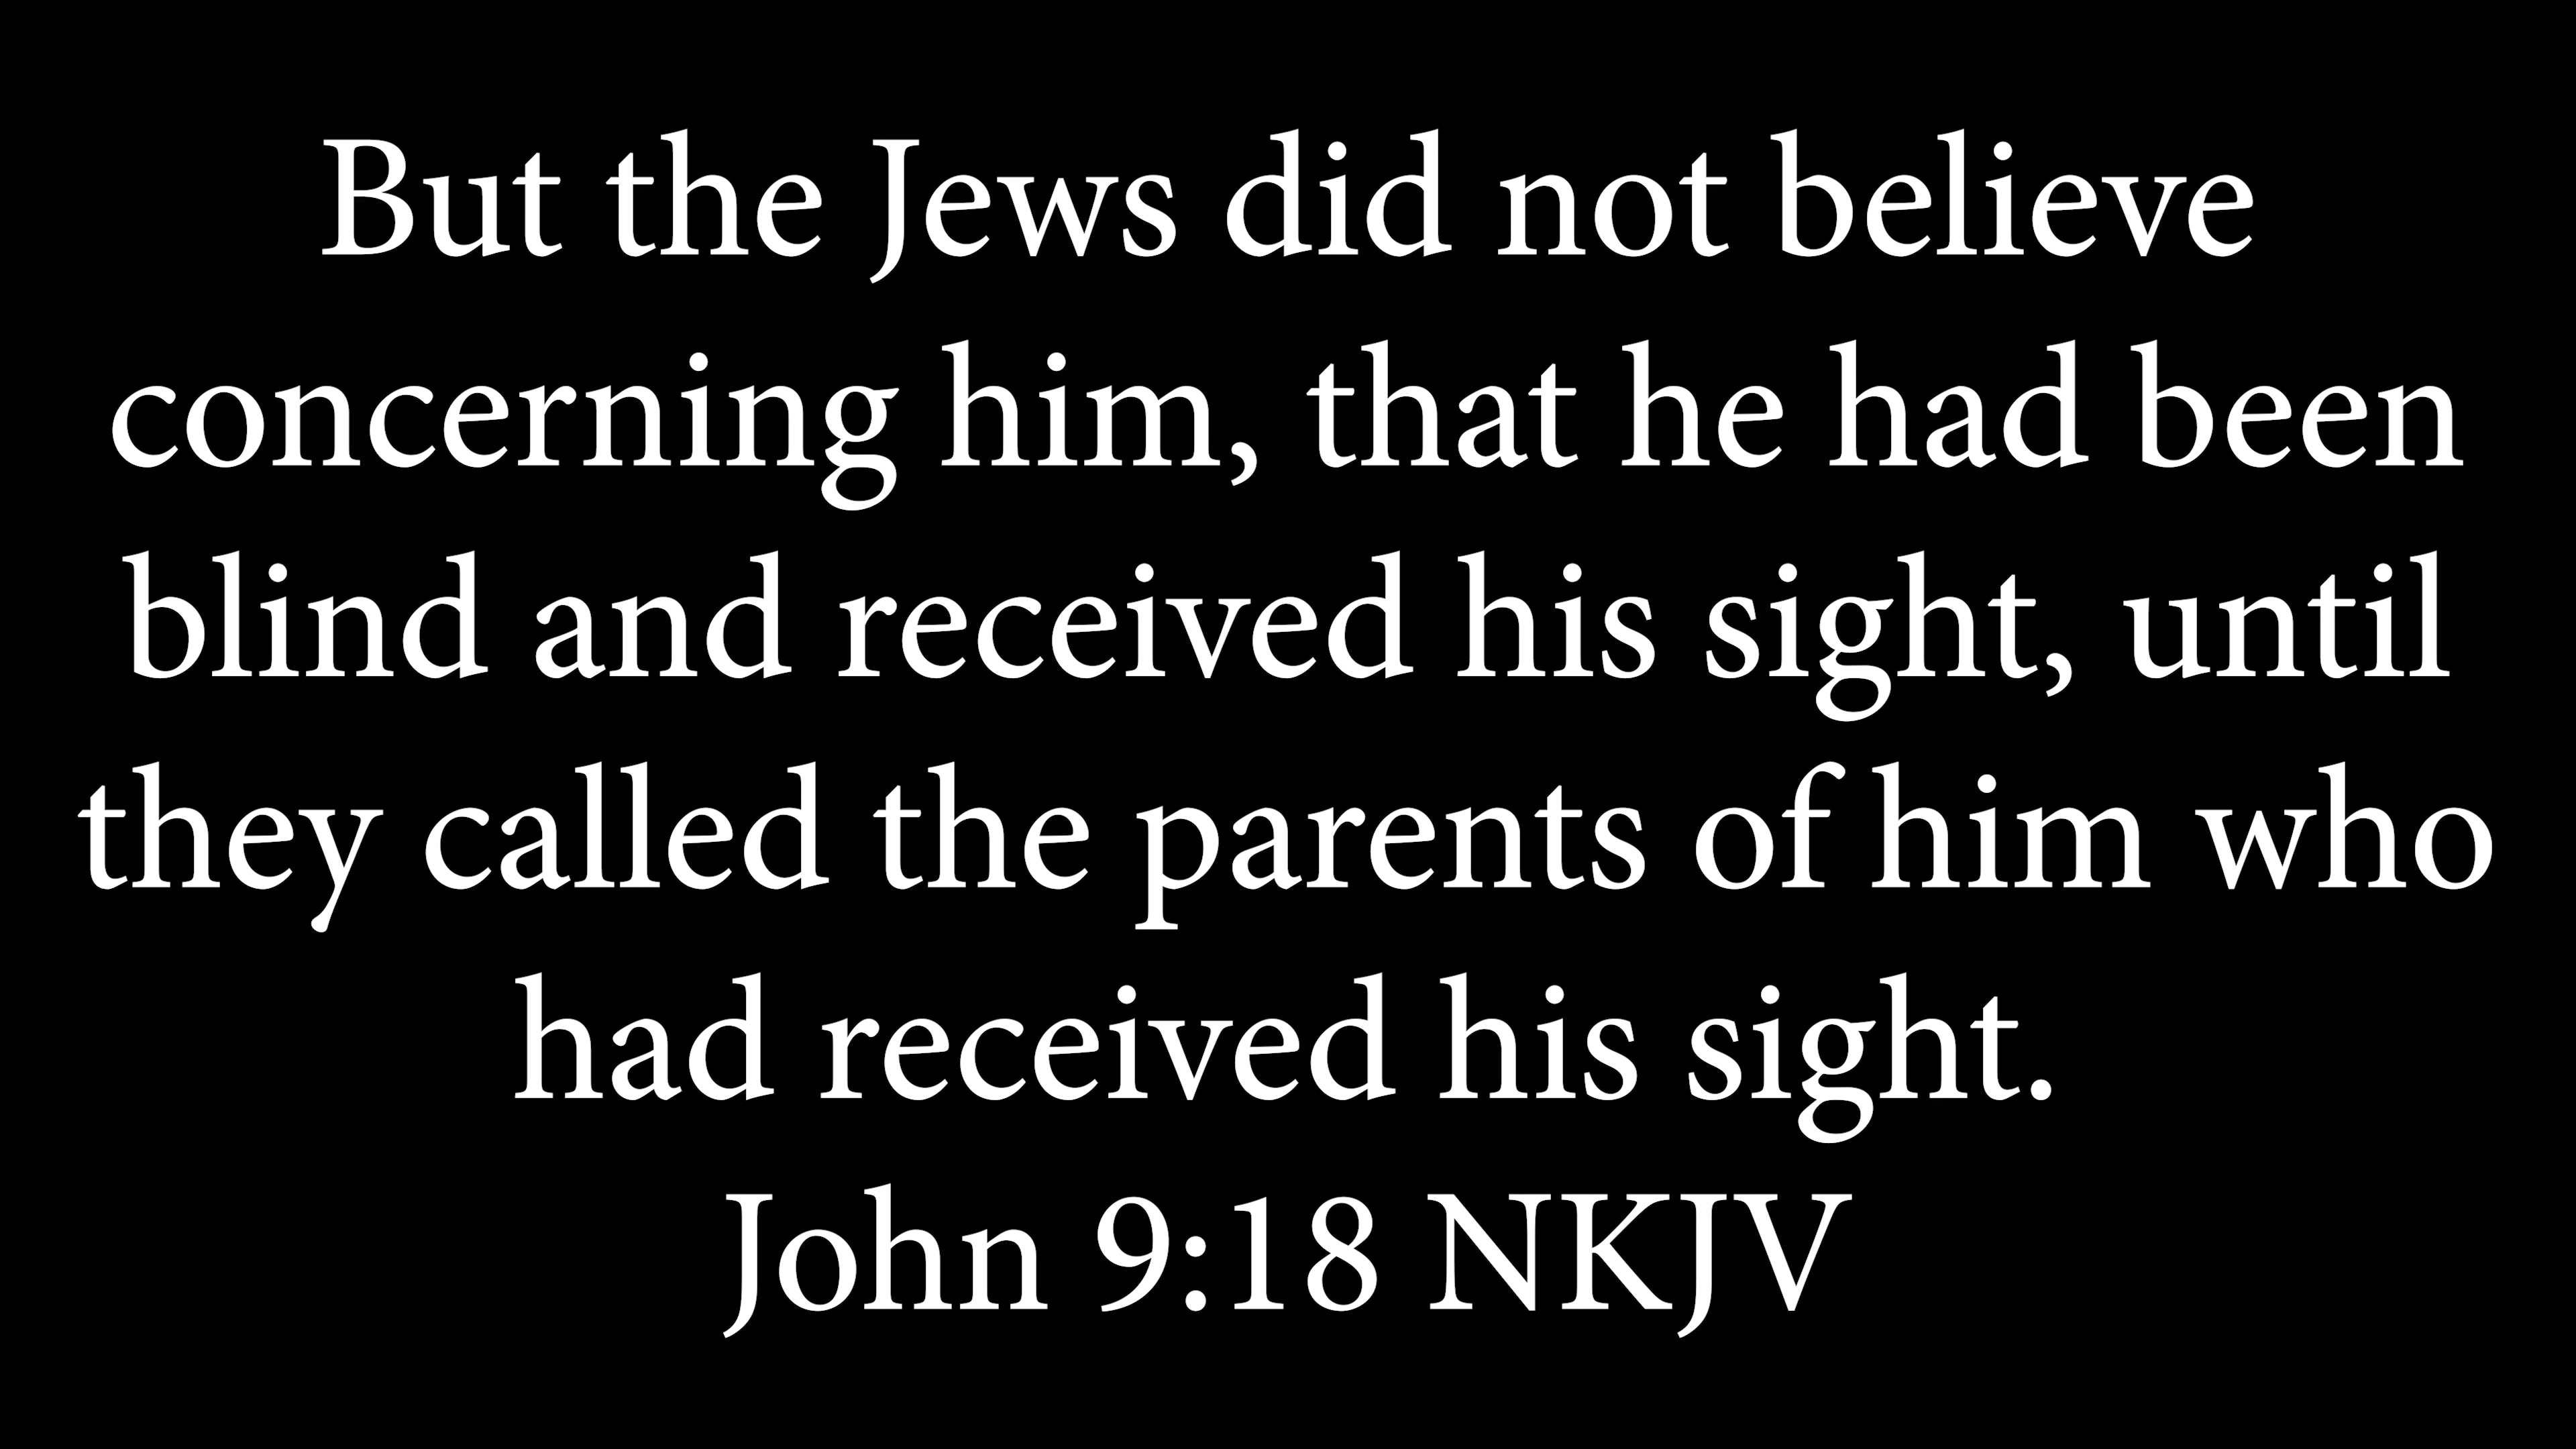 But the Jews did not believe
concerning him, that he had been
blind and received his sight, until
they called the parents of him who
had received his sight.
John 9:18 NKJV